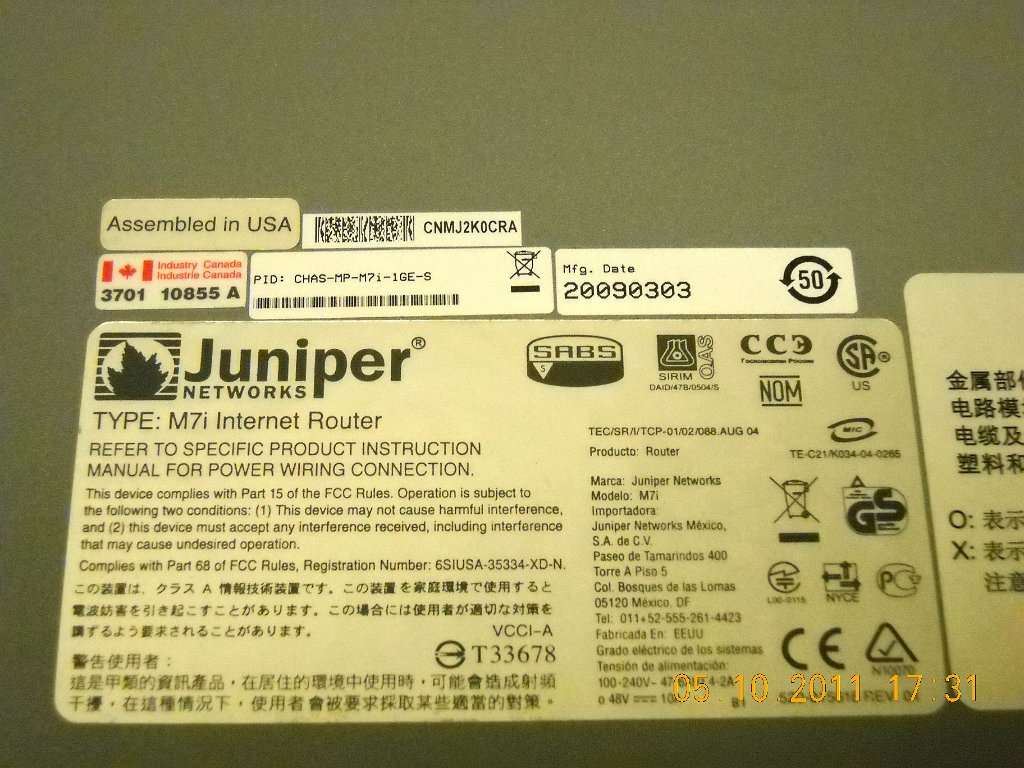 Assembled in USA
CNMJ2K0CRA
Industry Canada
Industrie Canada
3701 10855 A
PID: CHAS-MP-M7i-1GE-S
Mfg. Date
20090303
50
Juniper®
NETWORKS
TYPE: M7i Internet Router
REFER TO SPECIFIC PRODUCT INSTRUCTION
MANUAL FOR POWER WIRING CONNECTION.
This device complies with Part 15 of the FCC Rules. Operation is subject to
the following two conditions: (1) This device may not cause harmful interference,
and (2) this device must accept any interference received, including interference
that may cause undesired operation.
Complies with Part 68 of FCC Rules, Registration Number: 6SIUSA-35334-XD-N.
この装置は、クラス A 情報技術装置です。この装置を家庭環境で使用すると
電波妨害を引き起こすことがあります。この場合には使用者が適切な対策を
講ずるよう要求されることがあります。
VCCI-A
T33678
警告使用者：
這是甲類的資訊產品，在居住的環境中使用時，可能會造成射頻
干擾，在這種情況下，使用者會被要求採取某些適當的對策。
SABS
SIRIM
QAS
DAID/47B/0504/S
CCЭ
Госкомсвязи России
NOM
SA®
US
TEC/SR/I/TCP-01/02/088.AUG 04
MIC
TE-C21/K034-04-0265
Producto: Router
Marca: Juniper Networks
Modelo: M7i
Importadora:
Juniper Networks México,
S.A. de C.V.
Paseo de Tamarindos 400
Torre A Piso 5
Col. Bosques de las Lomas
05120 México, DF
Tel: 011+52-555-261-4423
Fabricada En: EEUU
Grado eléctrico de los sistemas
Tensión de alimentación:
100-240V~
48V
B1
GS
L00-0115
NYCE
CE
N10070
金属部
电路模
电缆及
塑料和
O: 表示
X: 表示
注意
05.10.2011 17:31